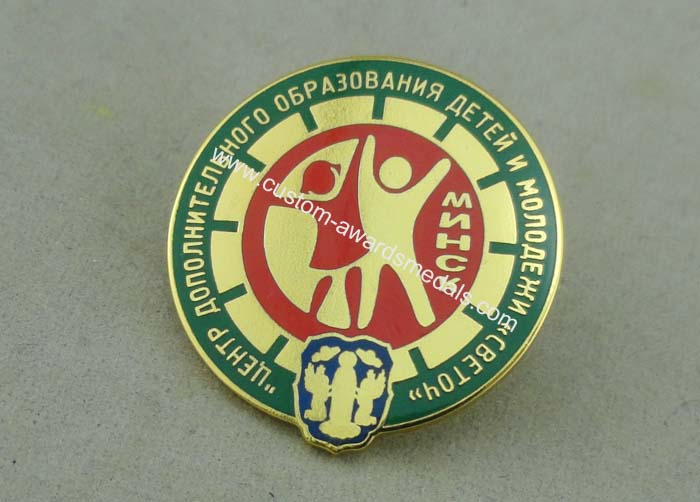 "ЦЕНТР ДОПОЛНИТЕЛЬНОГО ОБРАЗОВАНИЯ ДЕТЕЙ И МОЛОДЕЖИ "СВЕТОЧ"
МИНСК
www.custom-awardsmedals.com